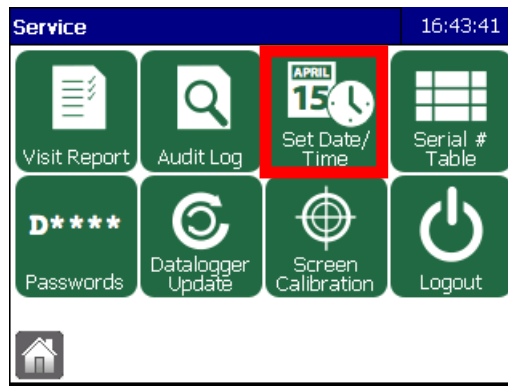 Service 16:43:41
Visit Report
Audit Log
APRIL
15
Set Date/
Time
Serial #
Table
D****
Passwords
Datalogger
Update
Screen
Calibration
Logout